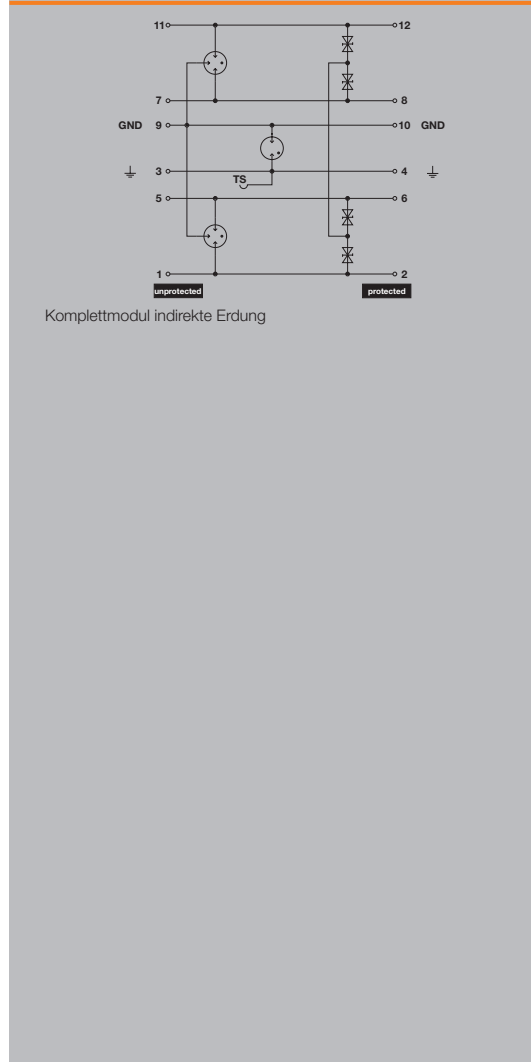 11 12
7 8
GND 9 10 GND
3 4
TS
5 6
1 2
unprotected protected
Komplettmodul indirekte Erdung